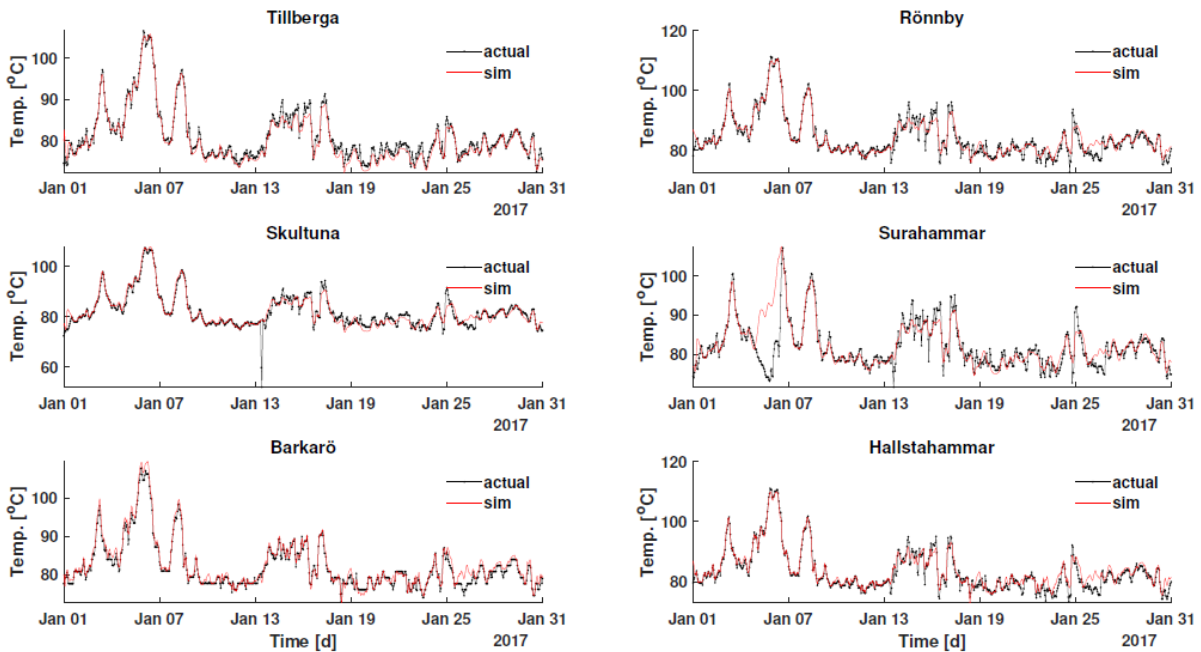 Tillberga
Temp. [°C]
100
90
80
actual
sim
Jan 01 Jan 07 Jan 13 Jan 19 Jan 25 Jan 31
2017
Rönnby
Temp. [°C]
120
100
80
actual
sim
Jan 01 Jan 07 Jan 13 Jan 19 Jan 25 Jan 31
2017
Skultuna
Temp. [°C]
100
80
60
actual
sim
Jan 01 Jan 07 Jan 13 Jan 19 Jan 25 Jan 31
2017
Surahammar
Temp. [°C]
100
90
80
actual
sim
Jan 01 Jan 07 Jan 13 Jan 19 Jan 25 Jan 31
2017
Barkarö
Temp. [°C]
100
90
80
actual
sim
Jan 01 Jan 07 Jan 13 Jan 19 Jan 25 Jan 31
Time [d]
2017
Hallstahammar
Temp. [°C]
120
100
80
actual
sim
Jan 01 Jan 07 Jan 13 Jan 19 Jan 25 Jan 31
Time [d]
2017